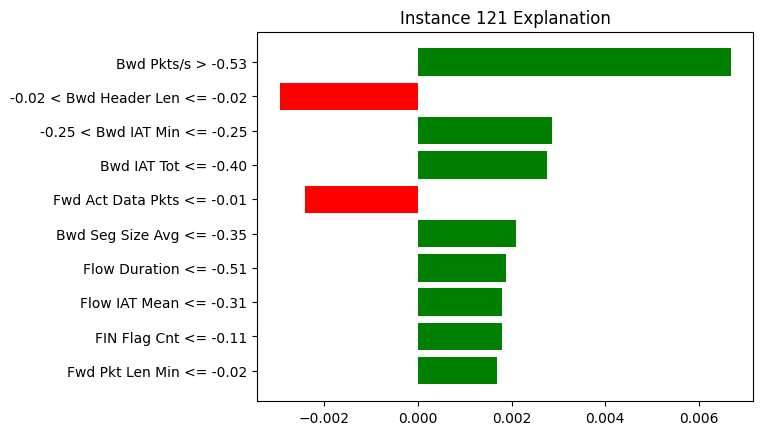 Instance 121 Explanation
Bwd Pkts/s > -0.53
-0.02 < Bwd Header Len <= -0.02
-0.25 < Bwd IAT Min <= -0.25
Bwd IAT Tot <= -0.40
Fwd Act Data Pkts <= -0.01
Bwd Seg Size Avg <= -0.35
Flow Duration <= -0.51
Flow IAT Mean <= -0.31
FIN Flag Cnt <= -0.11
Fwd Pkt Len Min <= -0.02
−0.002 0.000 0.002 0.004 0.006